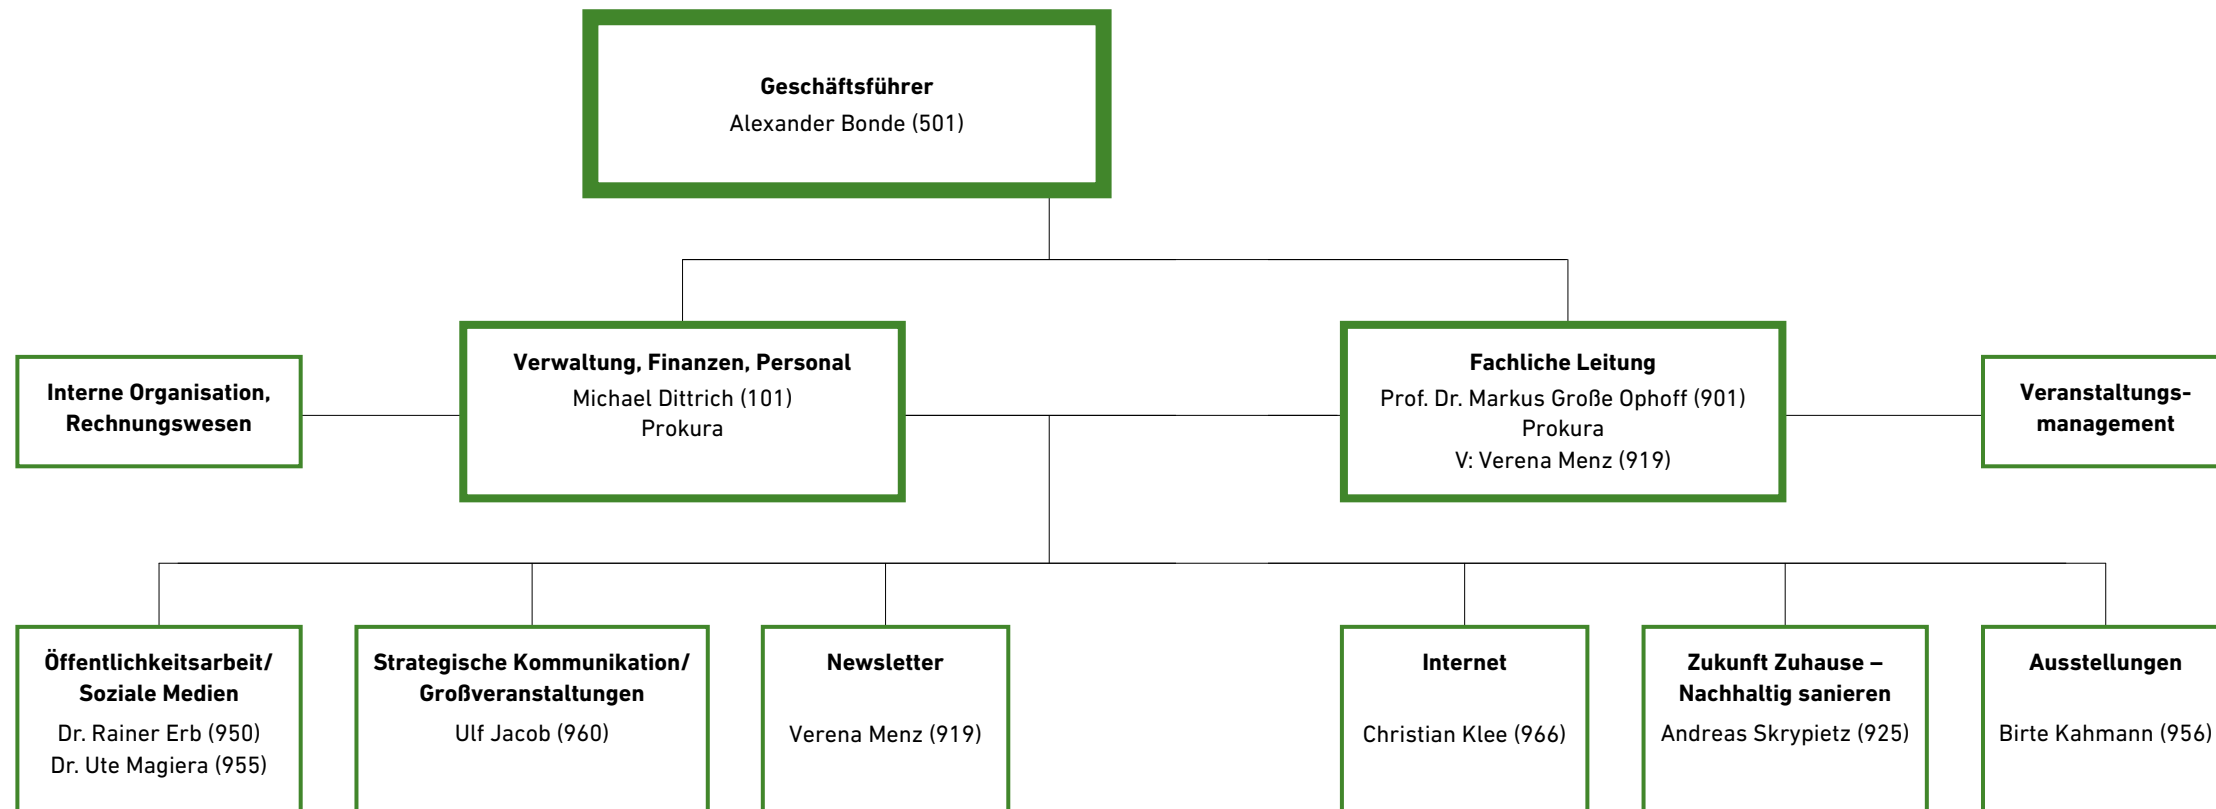 Geschäftsführer
Alexander Bonde (501)
Interne Organisation,
Rechnungswesen
Verwaltung, Finanzen, Personal
Michael Dittrich (101)
Prokura
Fachliche Leitung
Prof. Dr. Markus Große Ophoff (901)
Prokura
V: Verena Menz (919)
Veranstaltungs-
management
Öffentlichkeitsarbeit/
Soziale Medien
Dr. Rainer Erb (950)
Dr. Ute Magiera (955)
Strategische Kommunikation/
Großveranstaltungen
Ulf Jacob (960)
Newsletter
Verena Menz (919)
Internet
Christian Klee (966)
Zukunft Zuhause –
Nachhaltig sanieren
Andreas Skrypietz (925)
Ausstellungen
Birte Kahmann (956)